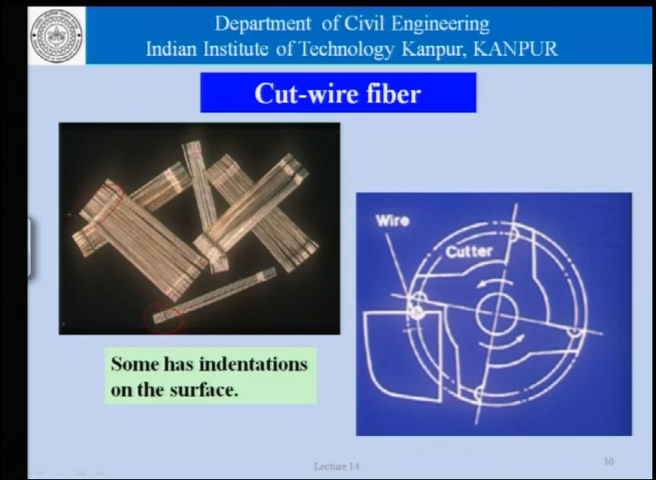 Department of Civil Engineering
Indian Institute of Technology Kanpur, KANPUR
Cut-wire fiber
Wire
Cutter
Some has indentations
on the surface.
Lecture 14
30